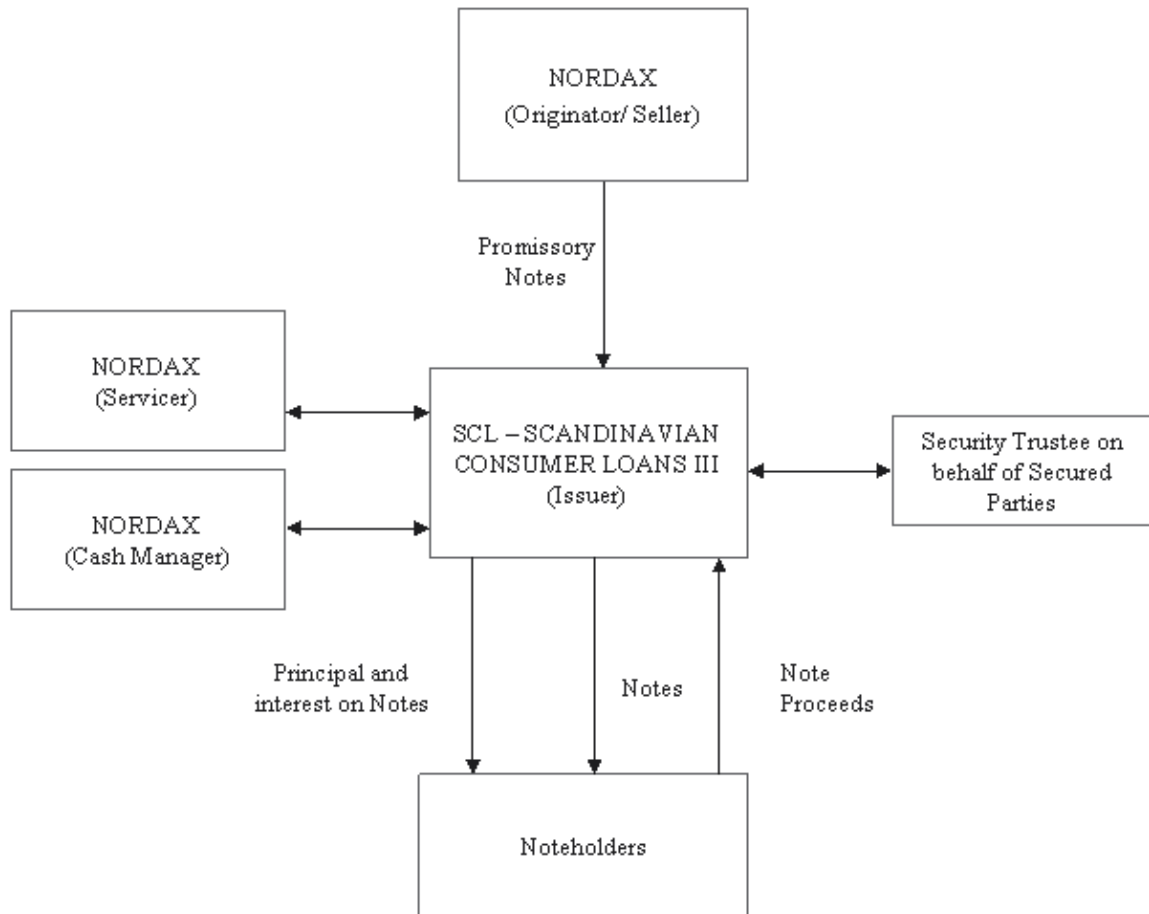 NORDAX
(Originator/ Seller)
Promissory
Notes
NORDAX
(Servicer)
SCL – SCANDINAVIAN
CONSUMER LOANS III
(Issuer)
Security Trustee on
behalf of Secured
Parties
NORDAX
(Cash Manager)
Principal and
interest on Notes
Notes
Note
Proceeds
Noteholders